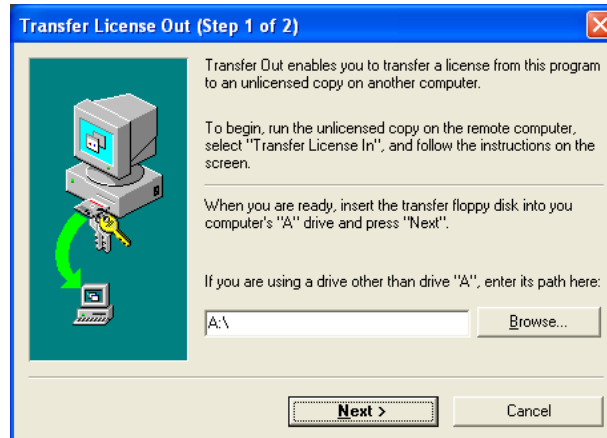 Transfer License Out (Step 1 of 2)
Transfer Out enables you to transfer a license from this program
to an unlicensed copy on another computer.
To begin, run the unlicensed copy on the remote computer,
select "Transfer License In", and follow the instructions on the
screen.
When you are ready, insert the transfer floppy disk into you
computer's "A" drive and press "Next".
If you are using a drive other than drive "A", enter its path here:
A:\
Browse...
Next >
Cancel